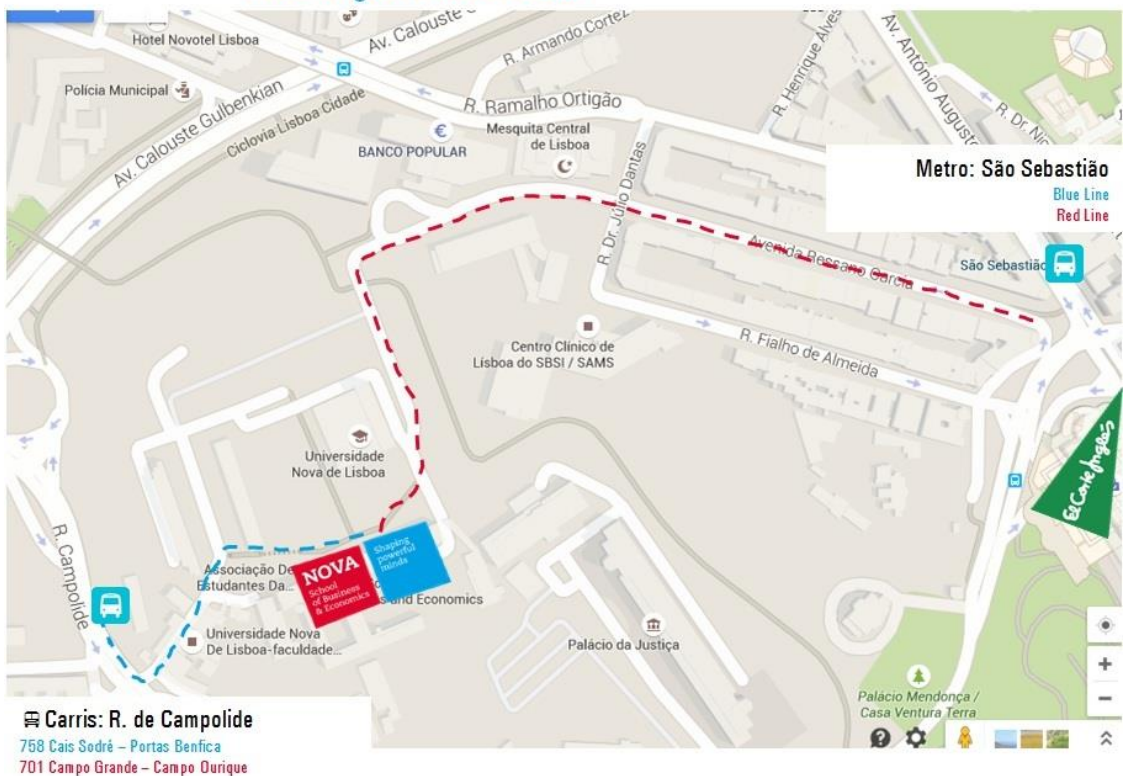 Hotel Novotel Lisboa
Av. Calouste
R. Armando Cortez
Av. António Augusto
R. Henrique Alves
Polícia Municipal
Av. Calouste Gulbenkian
Ciclovia Lisboa Cidade
R. Ramalho Ortigão
R. Dr. Nic
€
BANCO POPULAR
Mesquita Central
de Lisboa
R. Dr. Júlio Dantas
Metro: São Sebastião
Blue Line
Red Line
Avenida Ressano Garcia
São Sebastião
Centro Clínico de
Lisboa do SBSI / SAMS
R. Fialho de Almeida
El Corte Inglés
Universidade
Nova de Lisboa
R. Campolide
Associação De
Estudantes Da...
NOVA
School
of Business
& Economics
Shaping
powerful
minds
and Economics
Universidade Nova
De Lisboa-faculdade...
Palácio da Justiça
Palácio Mendonça /
Casa Ventura Terra
+
−
?
Carris: R. de Campolide
758 Cais Sodré – Portas Benfica
701 Campo Grande – Campo Ourique